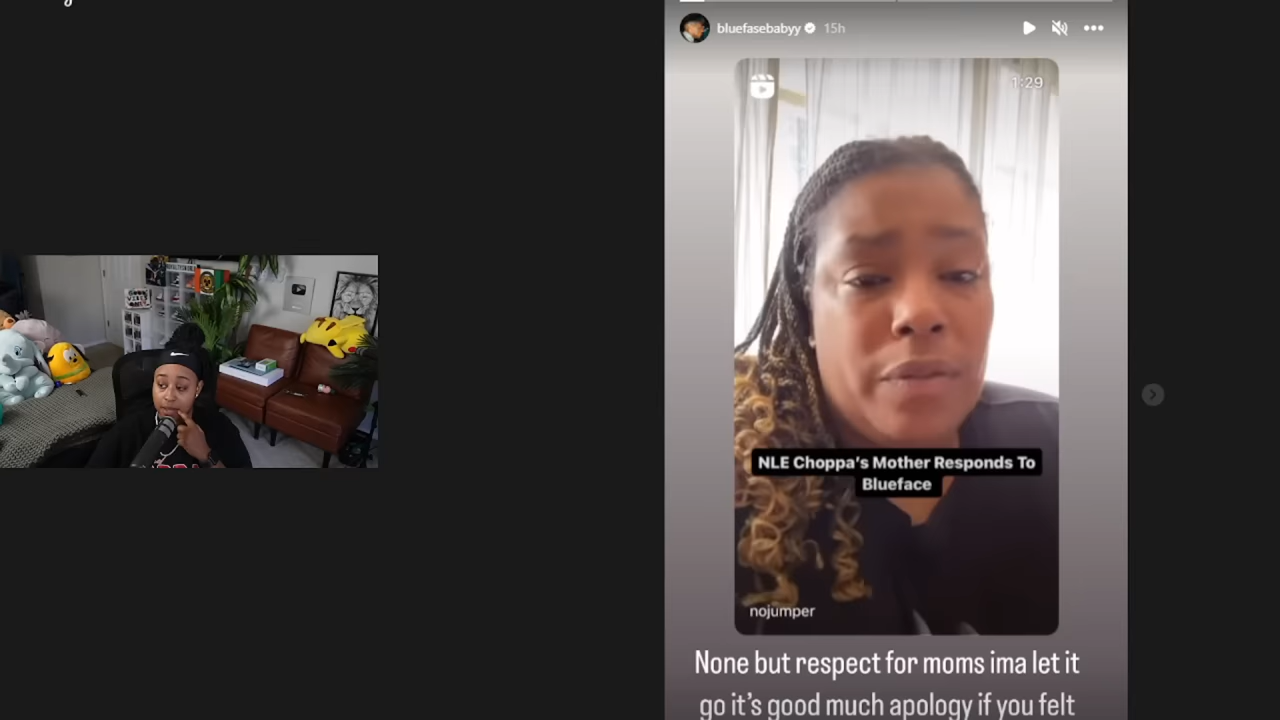 bluefasebabyy 15h
1:29
NLE Choppa's Mother Responds To
Blueface
nojumper
None but respect for moms ima let it
go it's good much apology if you felt